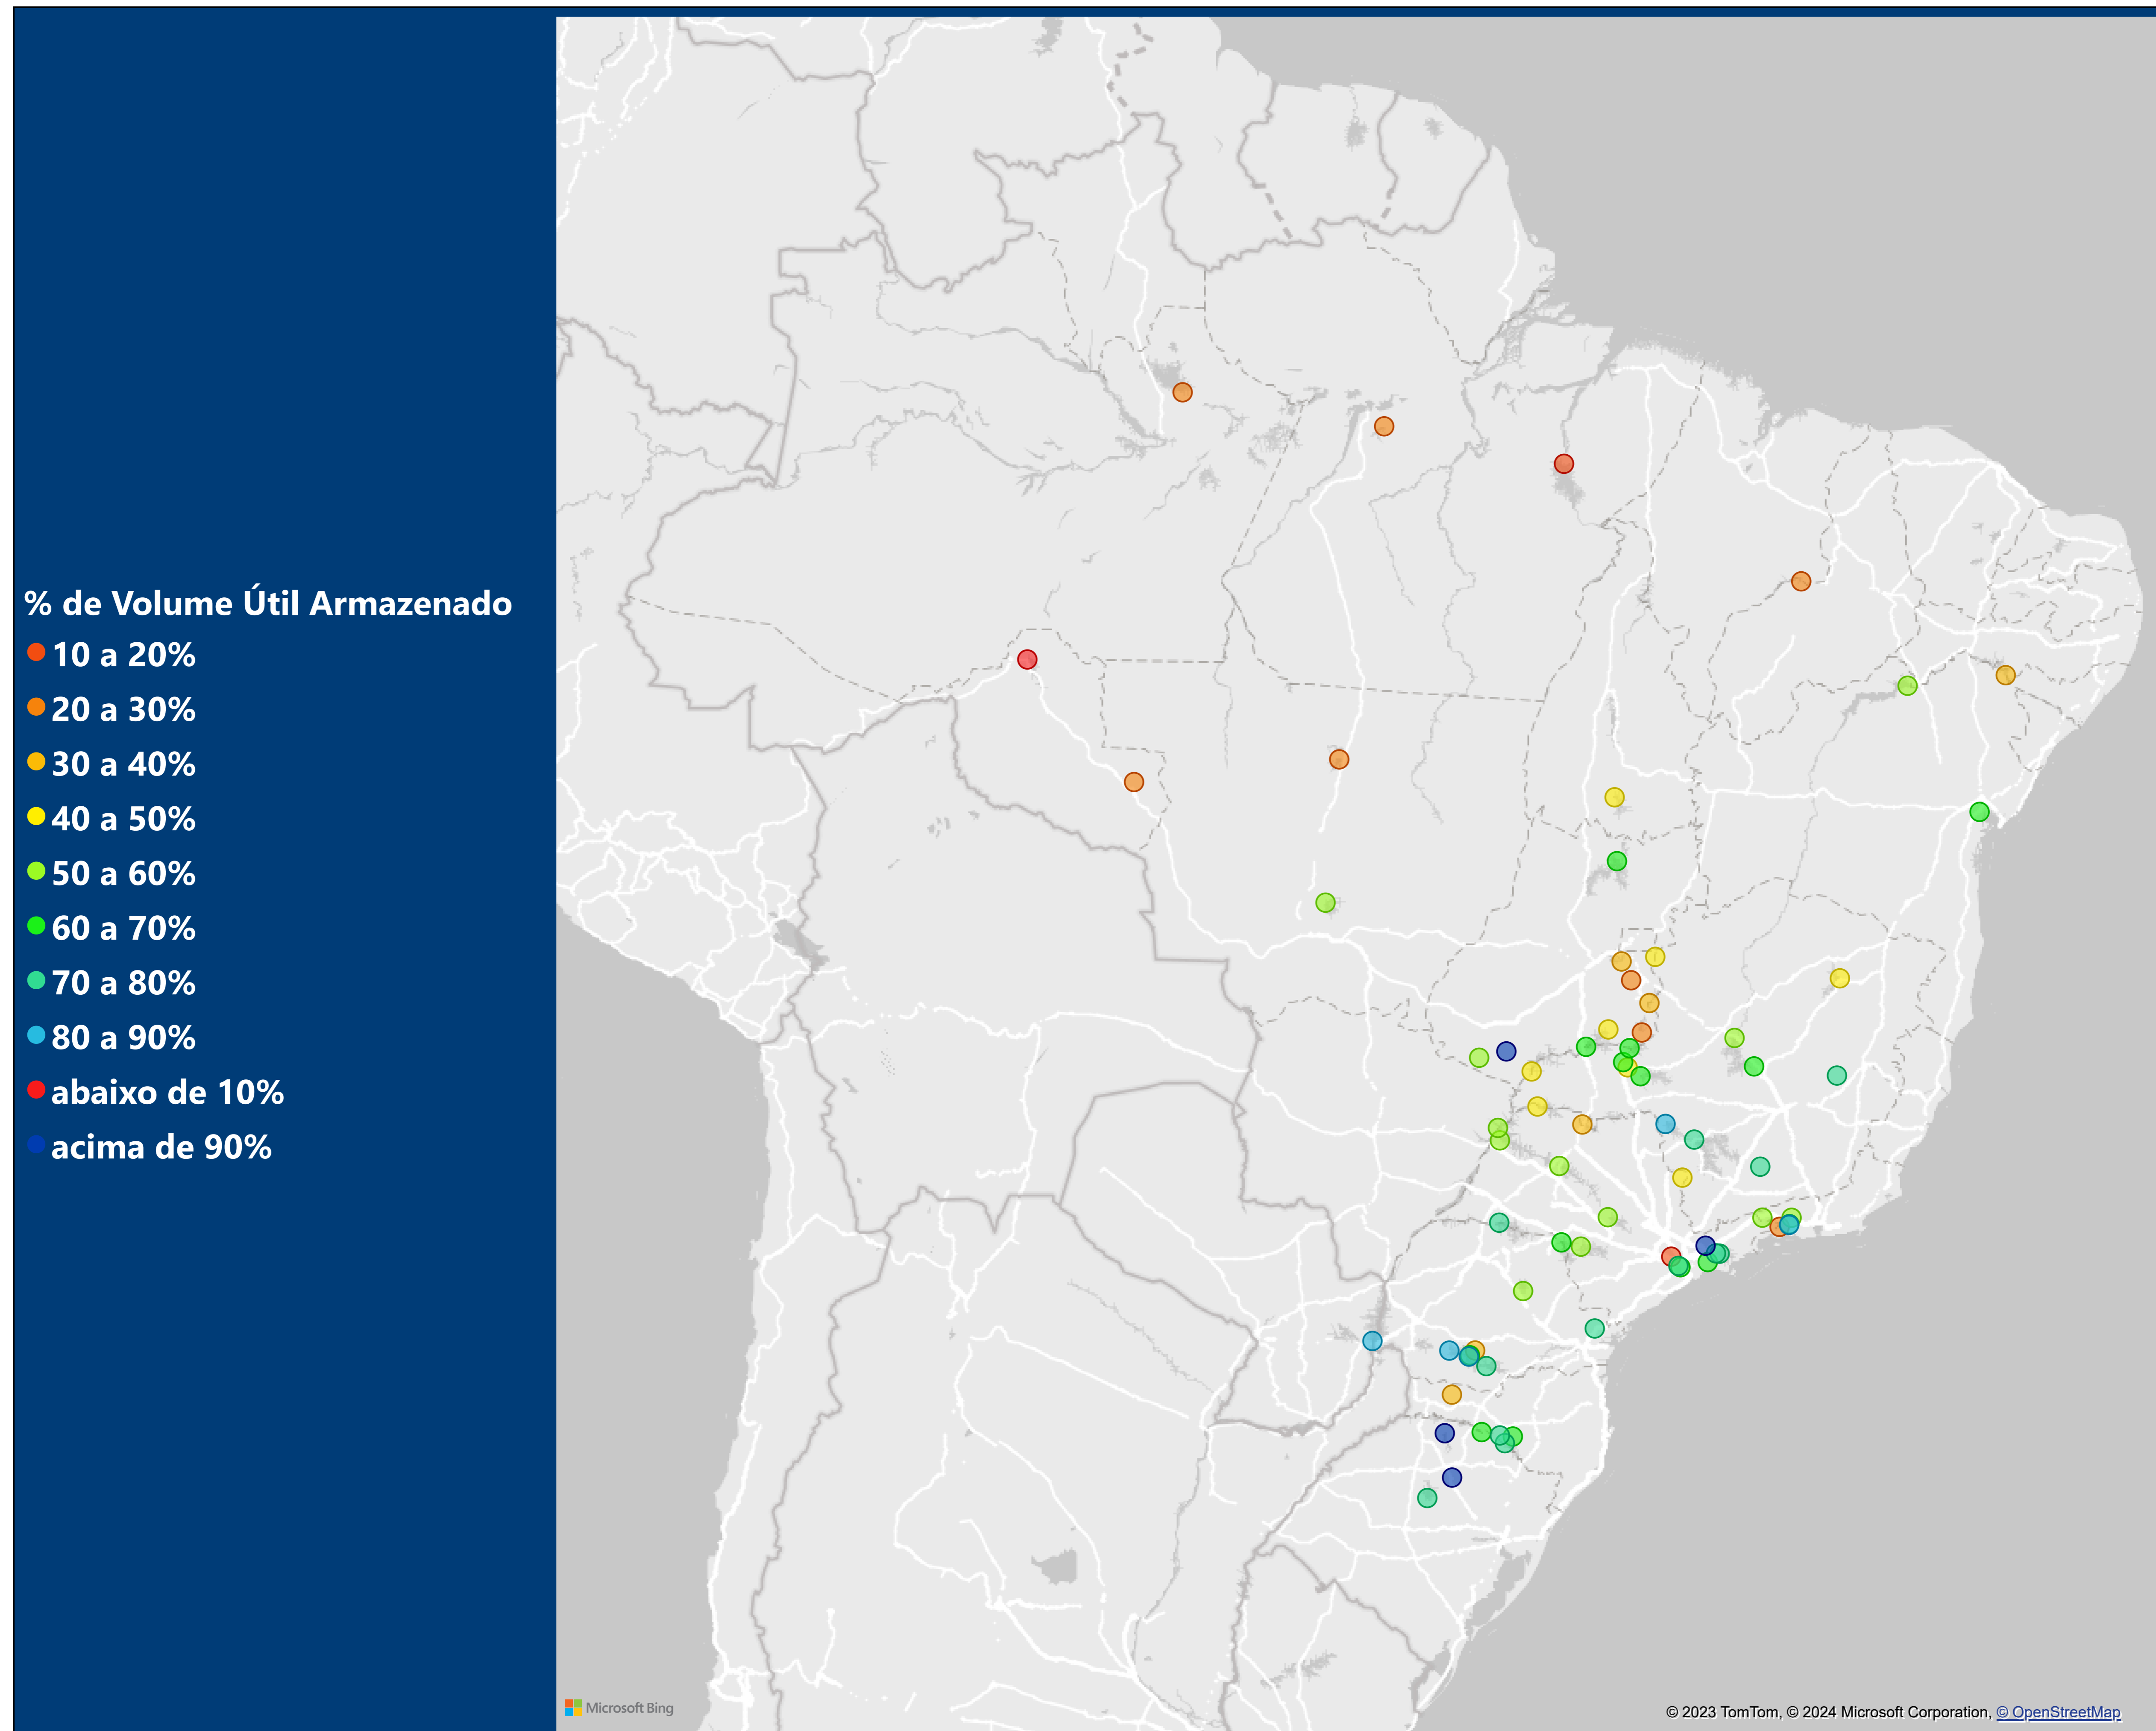 % de Volume Útil Armazenado
10 a 20%
20 a 30%
30 a 40%
40 a 50%
50 a 60%
60 a 70%
70 a 80%
80 a 90%
abaixo de 10%
acima de 90%
Microsoft Bing
© 2023 TomTom, © 2024 Microsoft Corporation, © OpenStreetMap